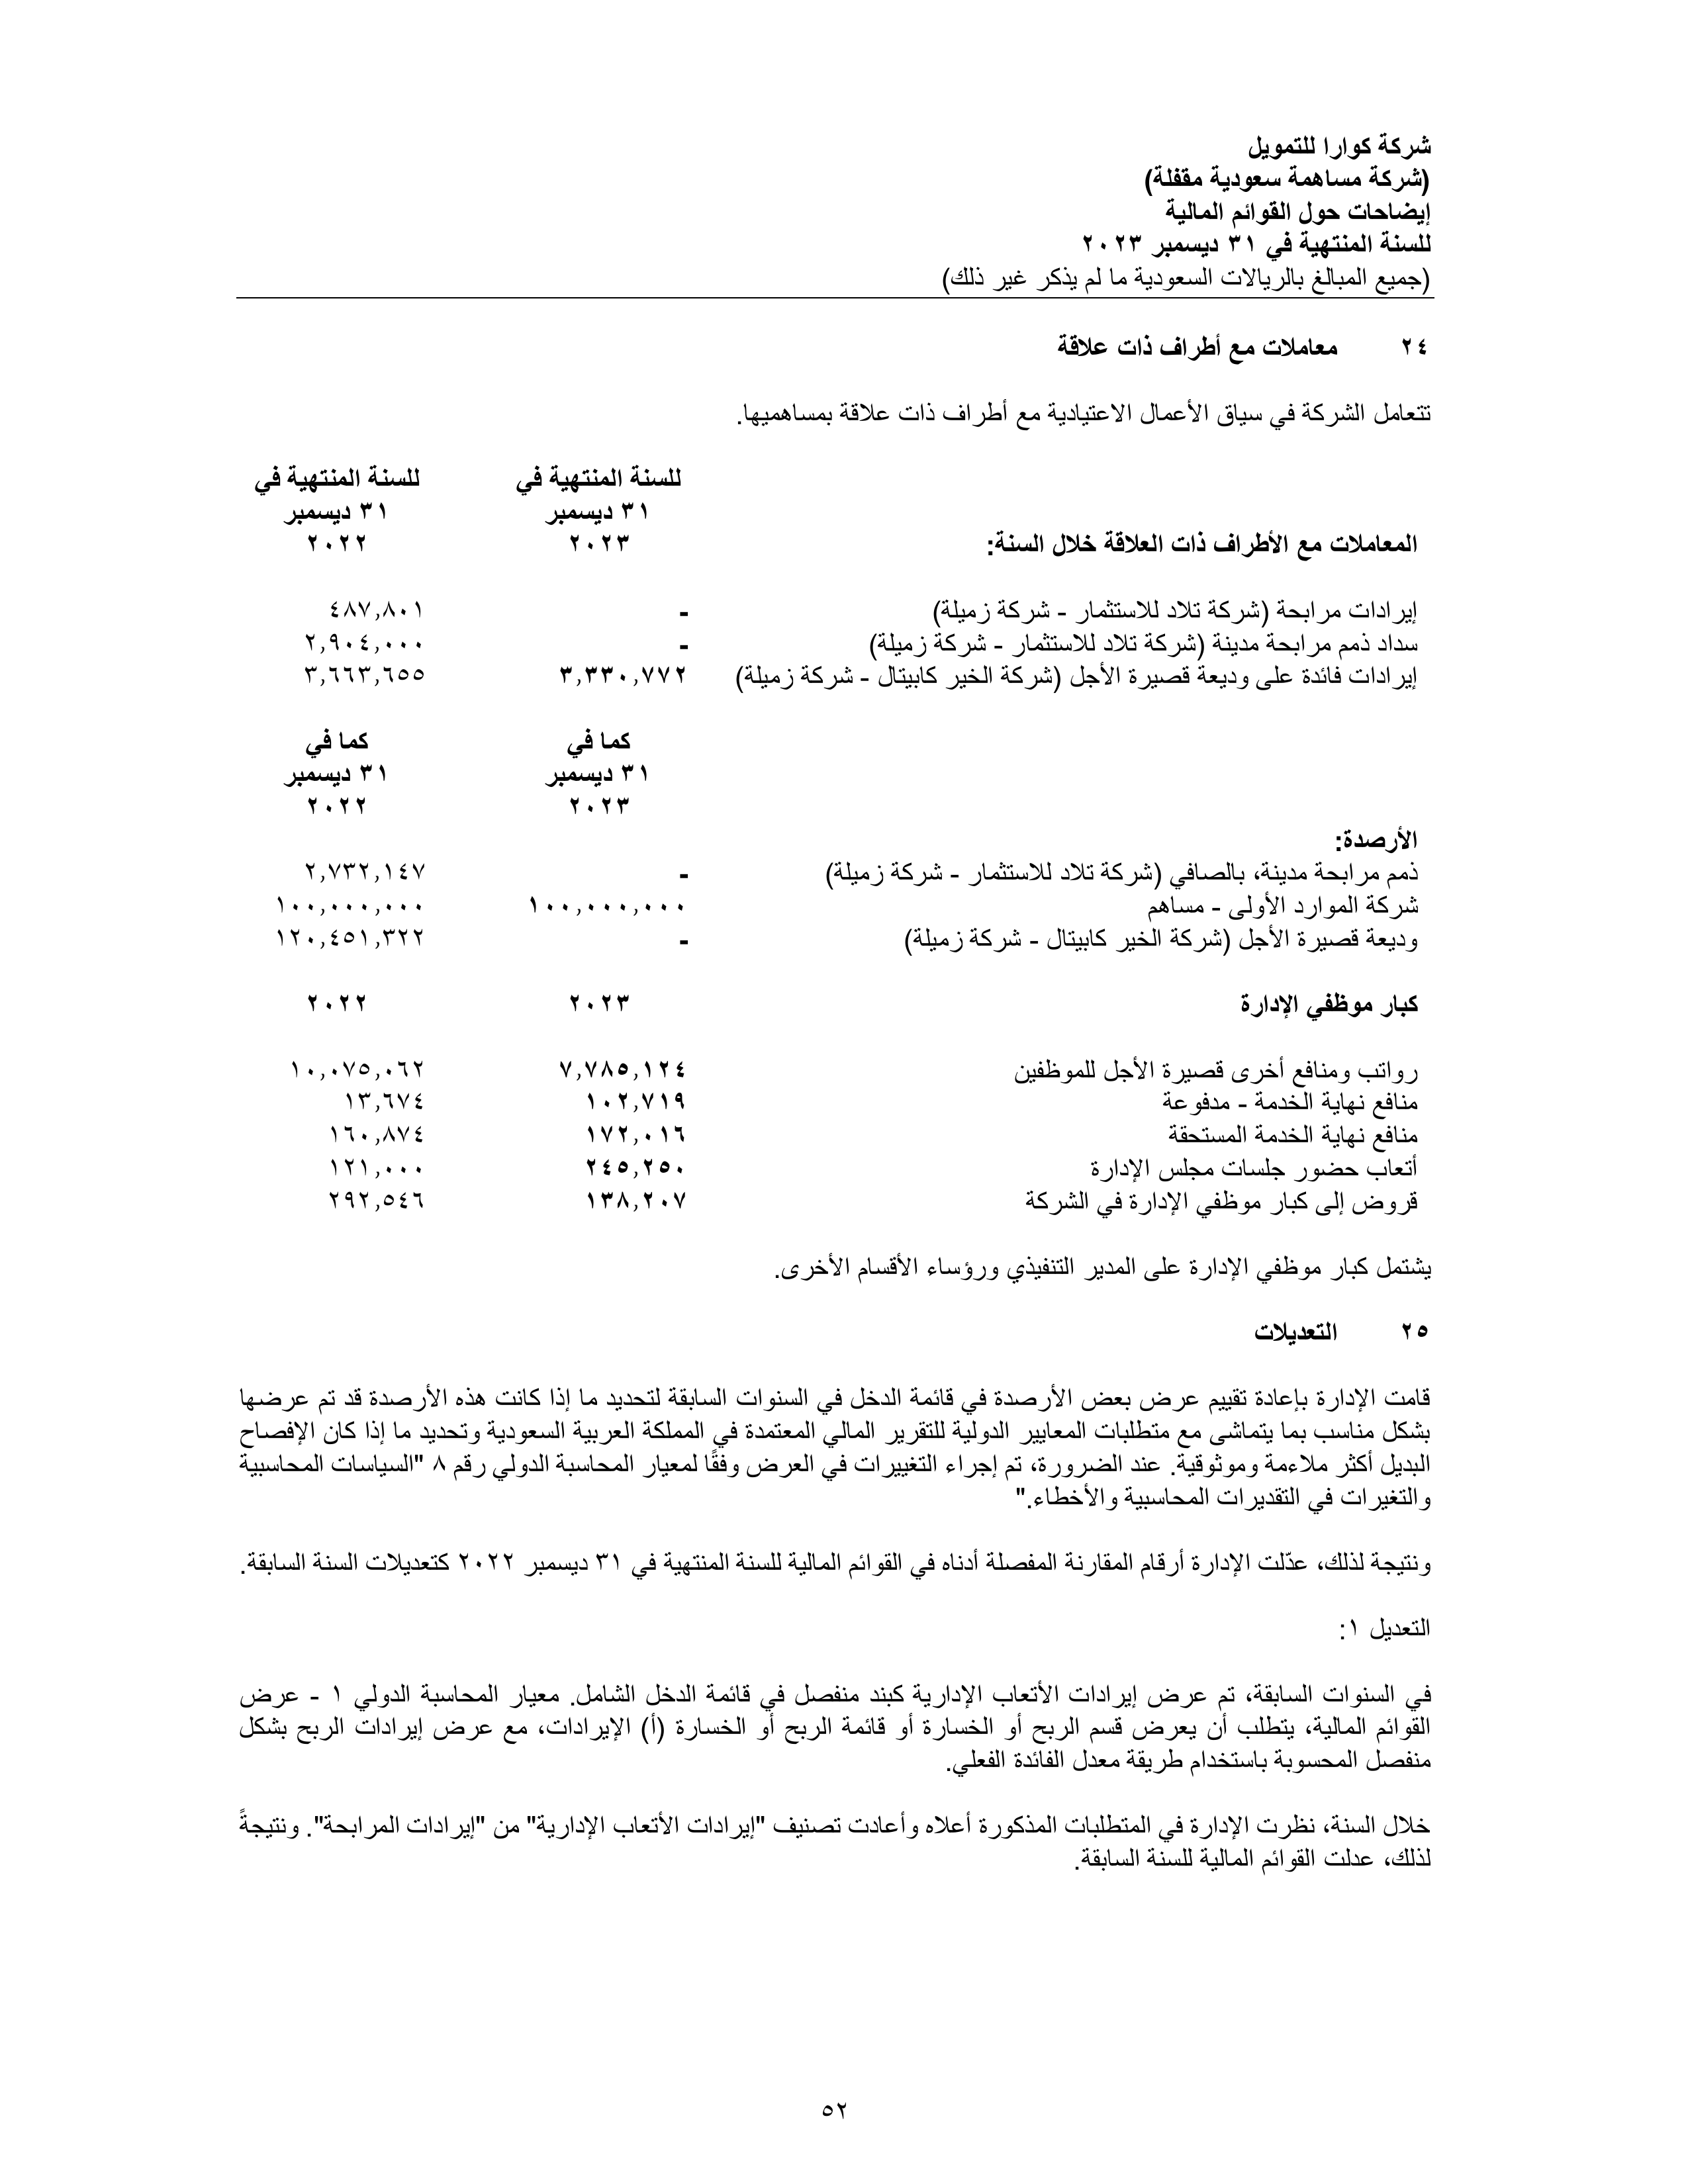 شركة كوارا للتمويل
(شركة مساهمة سعودية مقفلة)
إيضاحات حول القوائم المالية
للسنة المنتهية في ٣١ ديسمبر ٢٠٢٣
(جميع المبالغ بالريالات السعودية ما لم يذكر غير ذلك)
٢٤ معاملات مع أطراف ذات علاقة
تتعامل الشركة في سياق الأعمال الاعتيادية مع أطراف ذات علاقة بمساهميها.
للسنة المنتهية في للسنة المنتهية في
٣١ ديسمبر ٣١ ديسمبر
المعاملات مع الأطراف ذات العلاقة خلال السنة: ٢٠٢٣ ٢٠٢٢
إيرادات مرابحة (شركة تلاد للاستثمار - شركة زميلة) - ٤٨٧,٨٠١
سداد ذمم مرابحة مدينة (شركة تلاد للاستثمار - شركة زميلة) - ٢,٩٠٤,٠٠٠
إيرادات فائدة على وديعة قصيرة الأجل (شركة الخير كابيتال - شركة زميلة) ٣,٣٣٠,٧٧٢ ٣,٦٦٣,٦٥٥
كما في كما في
٣١ ديسمبر ٣١ ديسمبر
٢٠٢٣ ٢٠٢٢
الأرصدة:
ذمم مرابحة مدينة، بالصافي (شركة تلاد للاستثمار - شركة زميلة) - ٢,٧٣٢,١٤٧
شركة الموارد الأولى - مساهم ١٠٠,٠٠٠,٠٠٠ ١٠٠,٠٠٠,٠٠٠
وديعة قصيرة الأجل (شركة الخير كابيتال - شركة زميلة) - ١٢٠,٤٥١,٣٢٢
كبار موظفي الإدارة ٢٠٢٣ ٢٠٢٢
رواتب ومنافع أخرى قصيرة الأجل للموظفين ٧,٧٨٥,١٢٤ ١٠,٠٧٥,٠٦٢
منافع نهاية الخدمة - مدفوعة ١٠٢,٧١٩ ١٣,٦٧٤
منافع نهاية الخدمة المستحقة ١٧٢,٠١٦ ١٦٠,٨٧٤
أتعاب حضور جلسات مجلس الإدارة ٢٤٥,٢٥٠ ١٢١,٠٠٠
قروض إلى كبار موظفي الإدارة في الشركة ١٣٨,٢٠٧ ٢٩٢,٥٤٦
يشتمل كبار موظفي الإدارة على المدير التنفيذي ورؤساء الأقسام الأخرى.
٢٥ التعديلات
قامت الإدارة بإعادة تقييم عرض بعض الأرصدة في قائمة الدخل في السنوات السابقة لتحديد ما إذا كانت هذه الأرصدة قد تم عرضها
بشكل مناسب بما يتماشى مع متطلبات المعايير الدولية للتقرير المالي المعتمدة في المملكة العربية السعودية وتحديد ما إذا كان الإفصاح
البديل أكثر ملاءمة وموثوقية. عند الضرورة، تم إجراء التغييرات في العرض وفقًا لمعيار المحاسبة الدولي رقم ٨ "السياسات المحاسبية
والتغيرات في التقديرات المحاسبية والأخطاء."
ونتيجة لذلك، عدّلت الإدارة أرقام المقارنة المفصلة أدناه في القوائم المالية للسنة المنتهية في ٣١ ديسمبر ٢٠٢٢ كتعديلات السنة السابقة.
التعديل ١:
في السنوات السابقة، تم عرض إيرادات الأتعاب الإدارية كبند منفصل في قائمة الدخل الشامل. معيار المحاسبة الدولي ١ - عرض
القوائم المالية، يتطلب أن يعرض قسم الربح أو الخسارة أو قائمة الربح أو الخسارة (أ) الإيرادات، مع عرض إيرادات الربح بشكل
منفصل المحسوبة باستخدام طريقة معدل الفائدة الفعلي.
خلال السنة، نظرت الإدارة في المتطلبات المذكورة أعلاه وأعادت تصنيف "إيرادات الأتعاب الإدارية" من "إيرادات المرابحة". ونتيجةً
لذلك، عدلت القوائم المالية للسنة السابقة.
٥٢